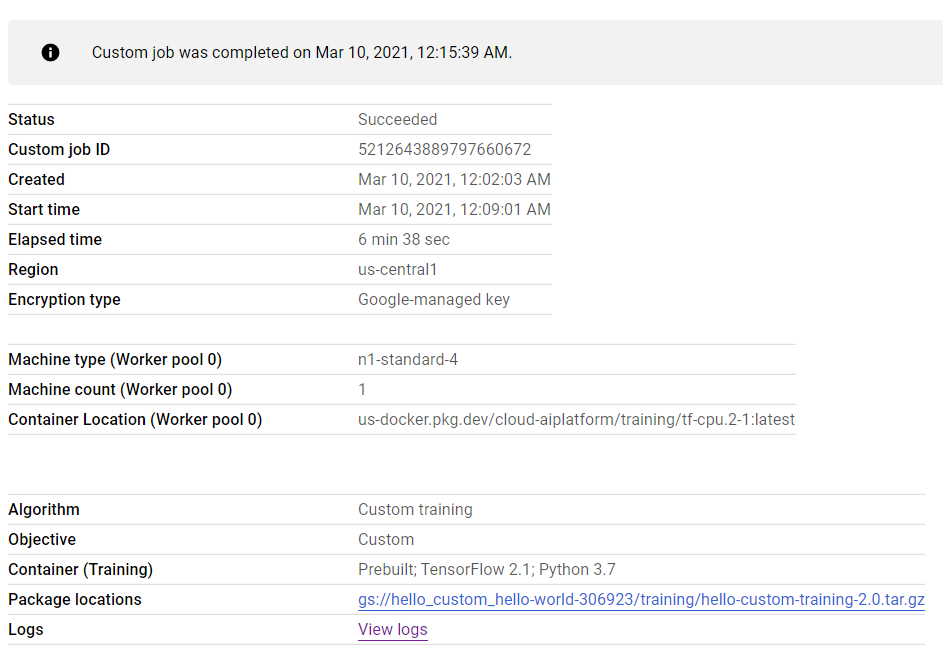 Custom job was completed on Mar 10, 2021, 12:15:39 AM.
Status Succeeded
Custom job ID 5212643889797660672
Created Mar 10, 2021, 12:02:03 AM
Start time Mar 10, 2021, 12:09:01 AM
Elapsed time 6 min 38 sec
Region us-central1
Encryption type Google-managed key
Machine type (Worker pool 0) n1-standard-4
Machine count (Worker pool 0) 1
Container Location (Worker pool 0) us-docker.pkg.dev/cloud-aiplatform/training/tf-cpu.2-1:latest
Algorithm Custom training
Objective Custom
Container (Training) Prebuilt; TensorFlow 2.1; Python 3.7
Package locations gs://hello_custom_hello-world-306923/training/hello-custom-training-2.0.tar.gz
Logs View logs